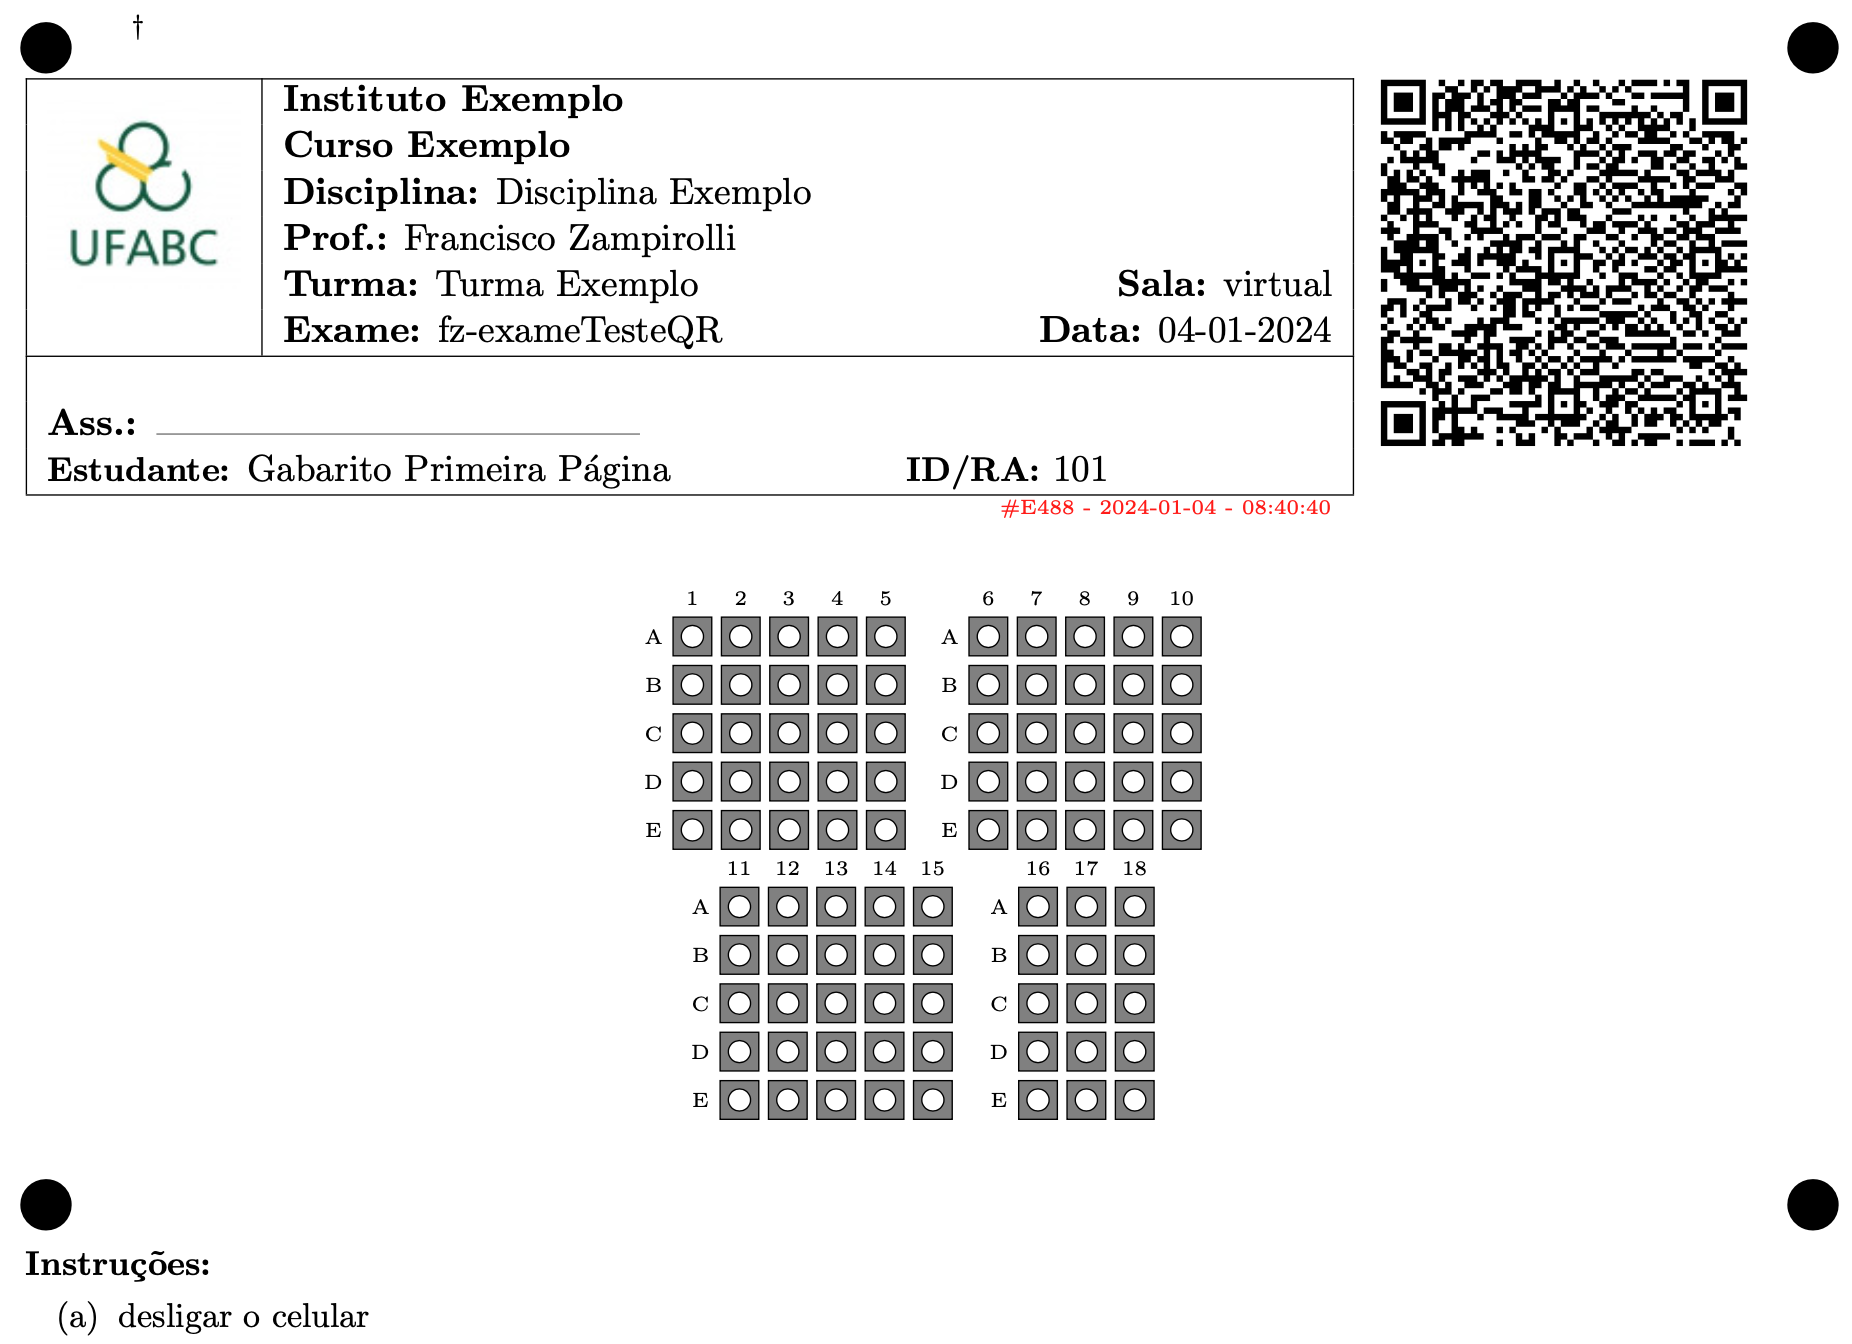 †
UFABC
Instituto Exemplo
Curso Exemplo
Disciplina: Disciplina Exemplo
Prof.: Francisco Zampirolli
Turma: Turma Exemplo Sala: virtual
Exame: fz-exameTesteQR Data: 04-01-2024
Ass.:
Estudante: Gabarito Primeira Página ID/RA: 101
#E488 - 2024-01-04 - 08:40:40
1 2 3 4 5 6 7 8 9 10
A A
B B
C C
D D
E E
11 12 13 14 15 16 17 18
A A
B B
C C
D D
E E
Instruções:
(a) desligar o celular